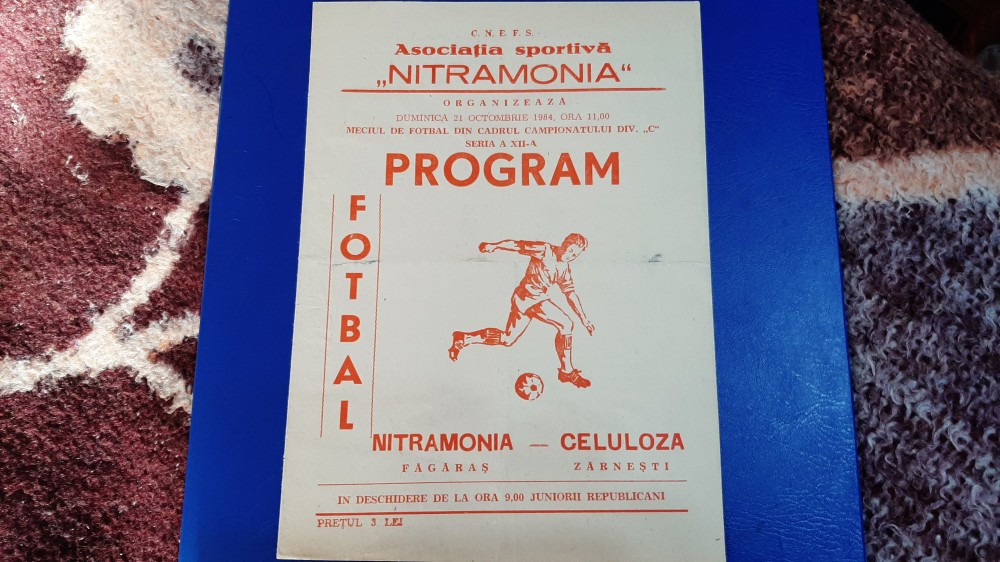 C. N. E. F. S.
Asociația sportivă
„NITRAMONIA“
ORGANIZEAZĂ
DUMINICĂ 21 OCTOMBRIE 1984, ORA 11,00
MECIUL DE FOTBAL DIN CADRUL CAMPIONATULUI DIV. „C“
SERIA A XII-A
PROGRAM
FOTBAL
NITRAMONIA — CELULOZA
FĂGĂRAȘ ZĂRNEȘTI
IN DESCHIDERE DE LA ORA 9,00 JUNIORII REPUBLICANI
PREȚUL 3 LEI